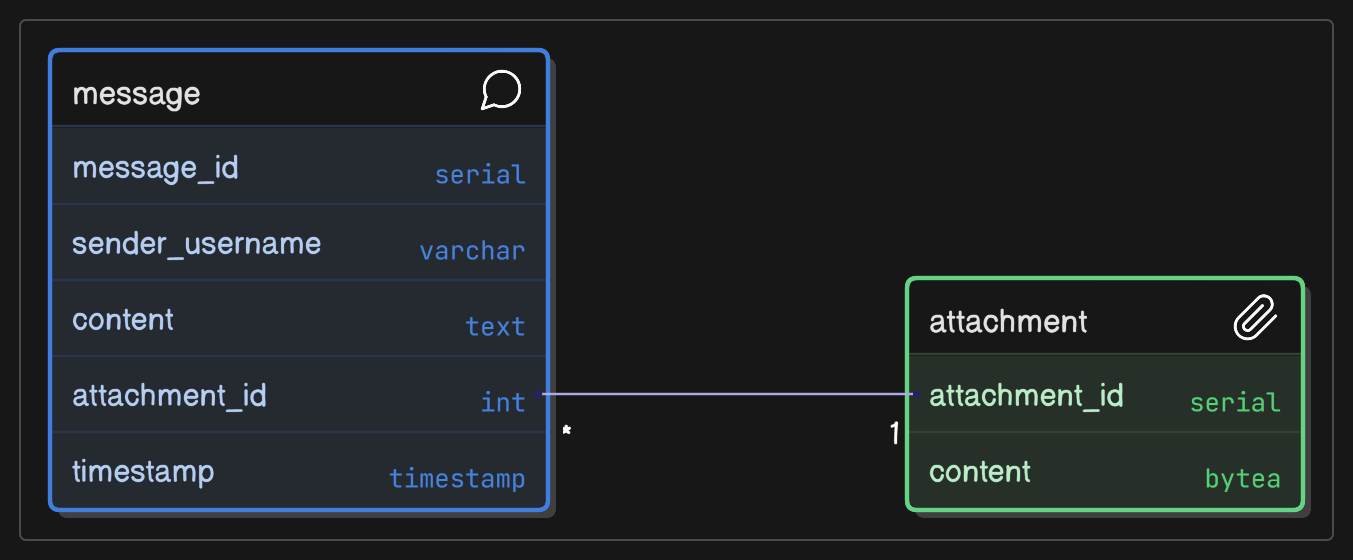 message
message_id serial
sender_username varchar
content text
attachment_id int
timestamp timestamp
* 1
attachment
attachment_id serial
content bytea